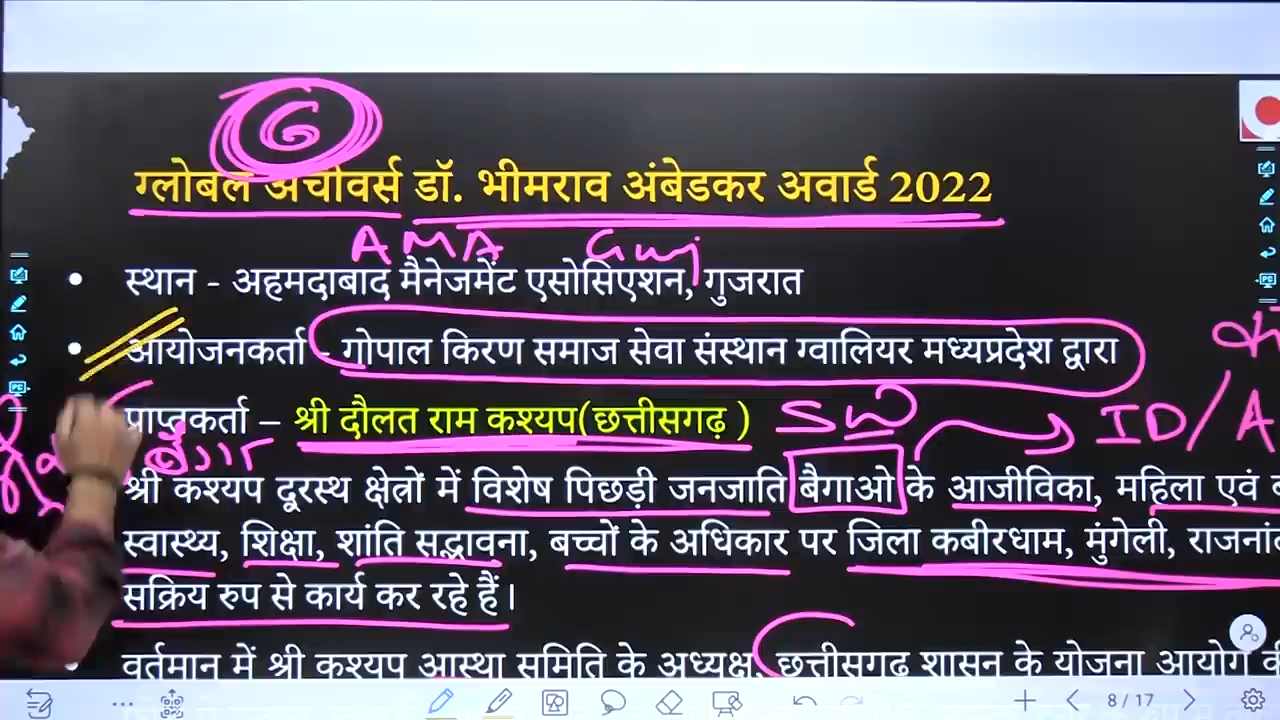 6
ग्लोबल अचीवर्स डॉ. भीमराव अंबेडकर अवार्ड 2022
AMA Guj
स्थान - अहमदाबाद मैनेजमेंट एसोसिएशन, गुजरात
आयोजनकर्ता - गोपाल किरण समाज सेवा संस्थान ग्वालियर मध्यप्रदेश द्वारा
प्राप्तकर्ता – श्री दौलत राम कश्यप(छत्तीसगढ़ ) SW ID/A
श्री कश्यप दूरस्थ क्षेत्रों में विशेष पिछड़ी जनजाति बैगाओ के आजीविका, महिला एवं
स्वास्थ्य, शिक्षा, शांति सद्भावना, बच्चों के अधिकार पर जिला कबीरधाम, मुंगेली,
सक्रिय रुप से कार्य कर रहे हैं।
वर्तमान में श्री कश्यप आस्था समिति के अध्यक्ष, छत्तीसगढ शासन के योजना आयोग
8 / 17